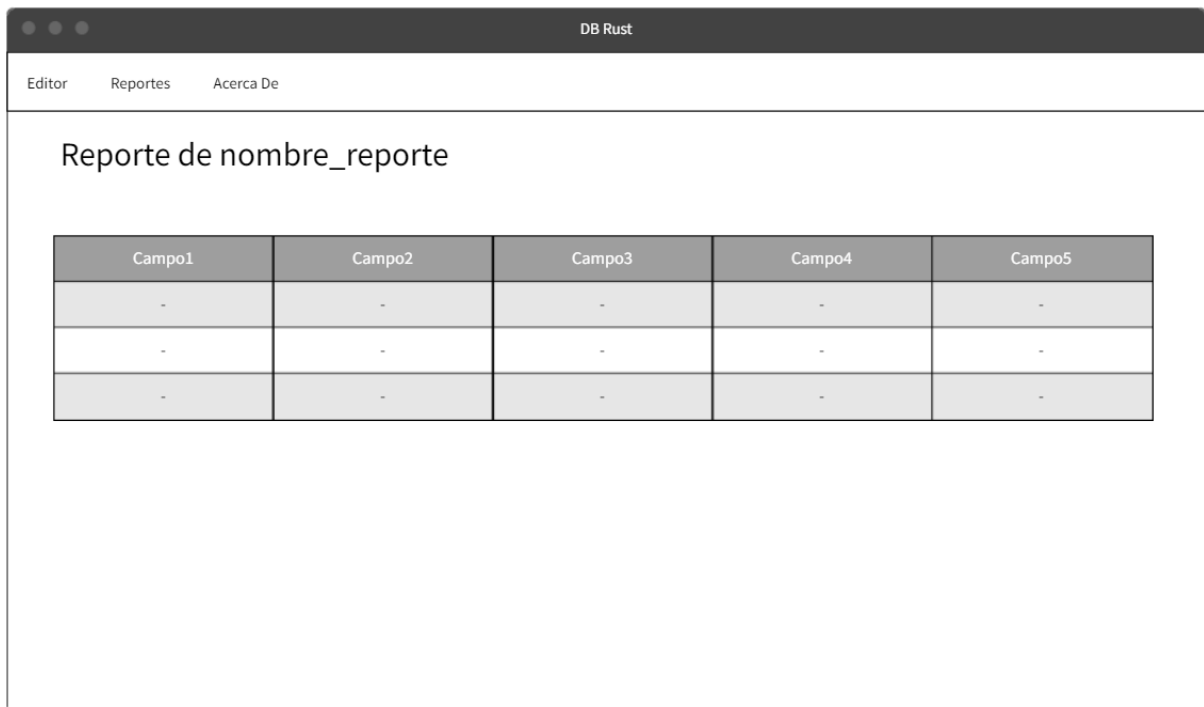 DB Rust
Editor Reportes Acerca De
Reporte de nombre_reporte
Campo1 Campo2 Campo3 Campo4 Campo5
- - - - -
- - - - -
- - - - -